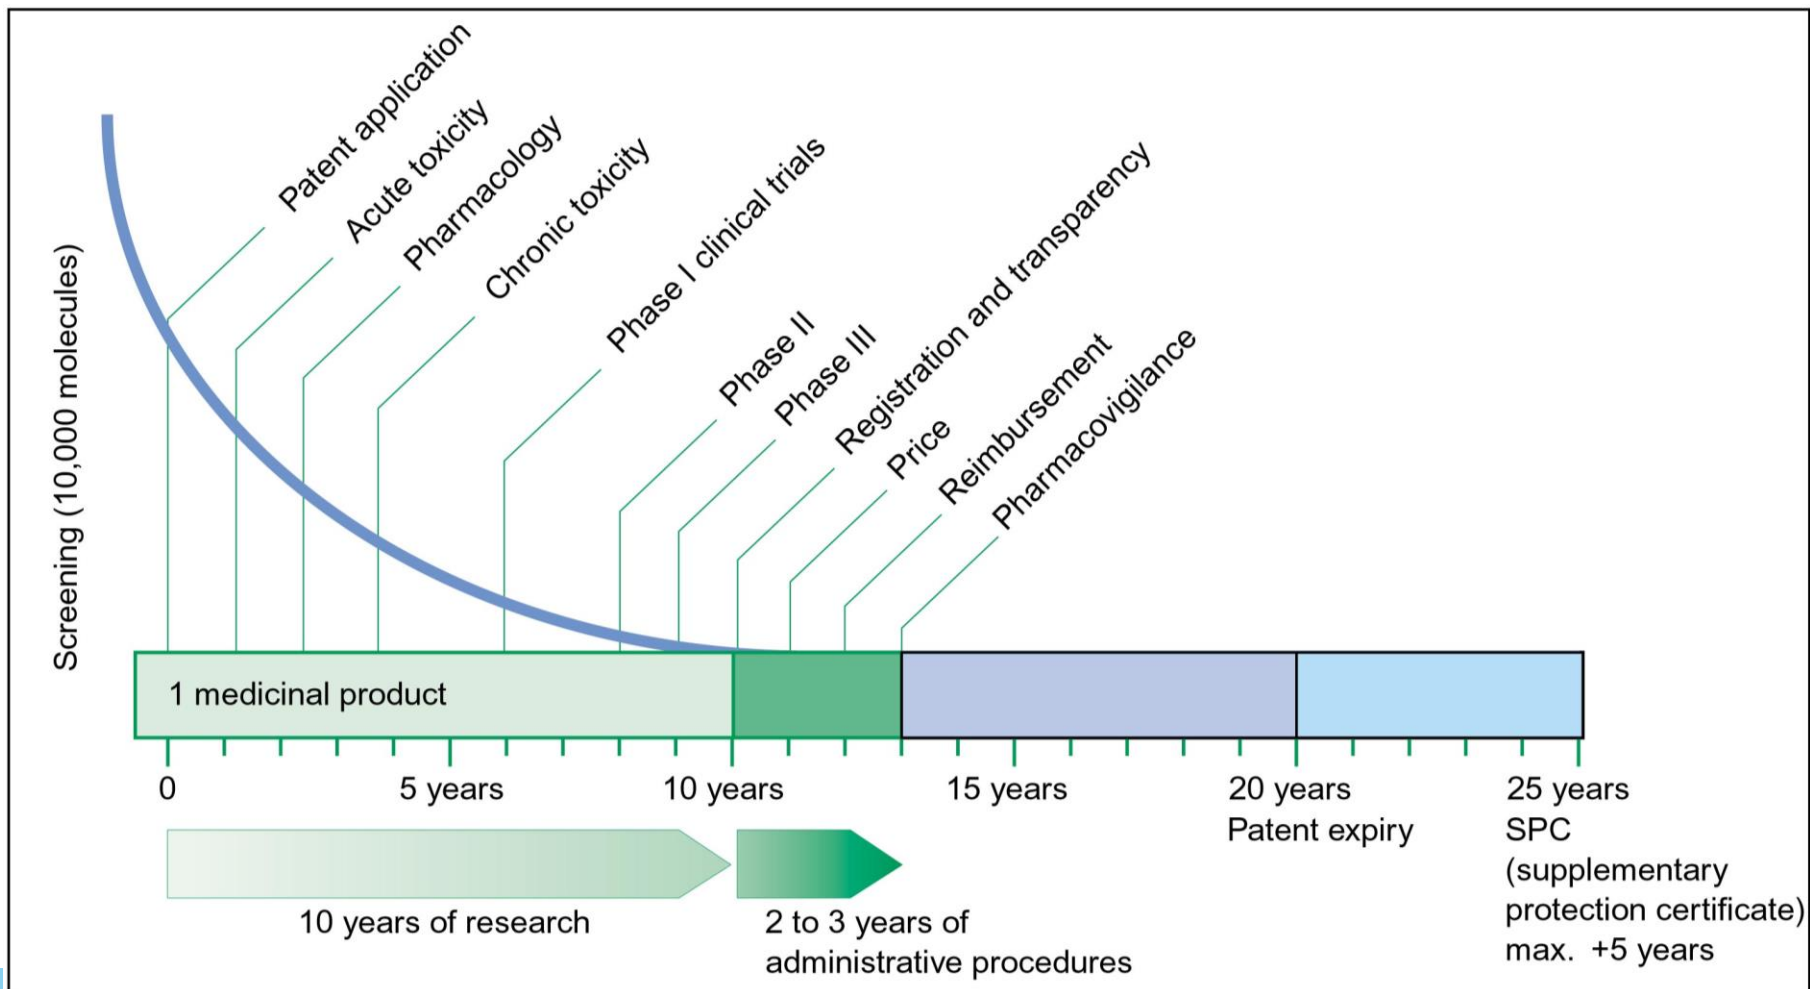 Screening (10,000 molecules)
Patent application
Acute toxicity
Pharmacology
Chronic toxicity
Phase I clinical trials
Phase II
Phase III
Registration and transparency
Price
Reimbursement
Pharmacovigilance
1 medicinal product
0
5 years
10 years
15 years
20 years
Patent expiry
25 years
SPC
(supplementary
protection certificate)
max. +5 years
10 years of research
2 to 3 years of
administrative procedures